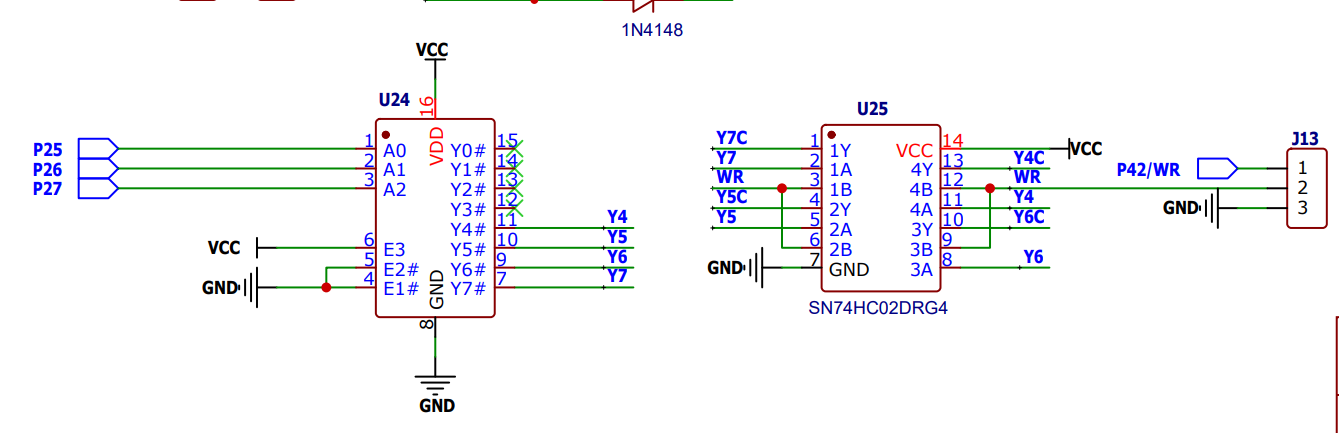 1N4148
VCC
U24
16
P25 1 A0 VDD Y0# 15
P26 2 A1 Y1# 14
P27 3 A2 Y2# 13
Y3# 12
Y4# 11 Y4
VCC 6 E3 Y5# 10 Y5
5 E2# Y6# 9 Y6
GND 4 E1# GND Y7# 7 Y7
8
GND
U25
Y7C 1 1Y VCC 14 VCC
Y7 2 1A 4Y 13 Y4C
WR 3 1B 4B 12 WR
Y5C 4 2Y 4A 11 Y4
Y5 5 2A 3Y 10 Y6C
6 2B 3B 9
GND 7 GND 3A 8 Y6
SN74HC02DRG4
J13
P42/WR 1
2
GND 3